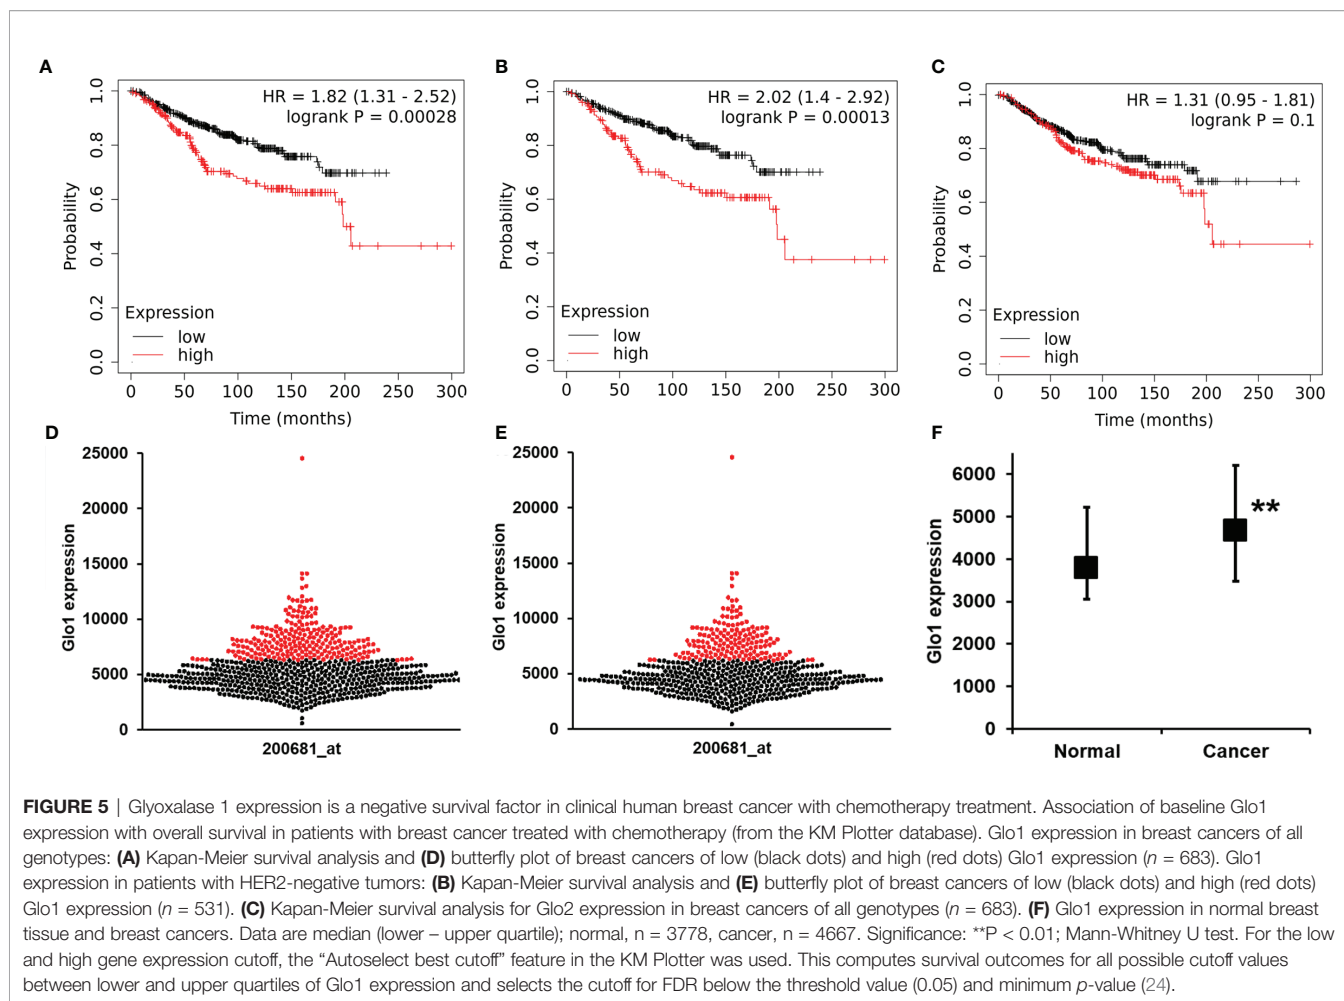 A
HR = 1.82 (1.31 - 2.52)
logrank P = 0.00028
Probability
0.0 0.2 0.4 0.6 0.8 1.0
Expression
low
high
0 50 100 150 200 250 300
Time (months)
B
HR = 2.02 (1.4 - 2.92)
logrank P = 0.00013
Probability
0.0 0.2 0.4 0.6 0.8 1.0
Expression
low
high
0 50 100 150 200 250 300
Time (months)
C
HR = 1.31 (0.95 - 1.81)
logrank P = 0.1
Probability
0.0 0.2 0.4 0.6 0.8 1.0
Expression
low
high
0 50 100 150 200 250 300
Time (months)
D
Glo1 expression
25000
20000
15000
10000
5000
0
200681_at
E
Glo1 expression
25000
20000
15000
10000
5000
0
200681_at
F
Glo1 expression
6000
5000
4000
3000
2000
1000
0
**
Normal Cancer
FIGURE 5 | Glyoxalase 1 expression is a negative survival factor in clinical human breast cancer with chemotherapy treatment. Association of baseline Glo1
expression with overall survival in patients with breast cancer treated with chemotherapy (from the KM Plotter database). Glo1 expression in breast cancers of all
genotypes: (A) Kapan-Meier survival analysis and (D) butterfly plot of breast cancers of low (black dots) and high (red dots) Glo1 expression (n = 683). Glo1
expression in patients with HER2-negative tumors: (B) Kapan-Meier survival analysis and (E) butterfly plot of breast cancers of low (black dots) and high (red dots)
Glo1 expression (n = 531). (C) Kapan-Meier survival analysis for Glo2 expression in breast cancers of all genotypes (n = 683). (F) Glo1 expression in normal breast
tissue and breast cancers. Data are median (lower – upper quartile); normal, n = 3778, cancer, n = 4667. Significance: **P < 0.01; Mann-Whitney U test. For the low
and high gene expression cutoff, the “Autoselect best cutoff” feature in the KM Plotter was used. This computes survival outcomes for all possible cutoff values
between lower and upper quartiles of Glo1 expression and selects the cutoff for FDR below the threshold value (0.05) and minimum p-value (24).